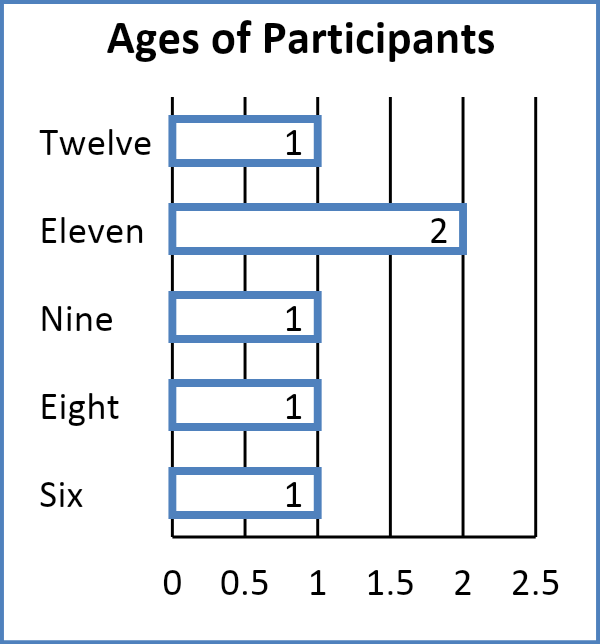 Ages of Participants
Twelve 1
Eleven 2
Nine 1
Eight 1
Six 1
0 0.5 1 1.5 2 2.5